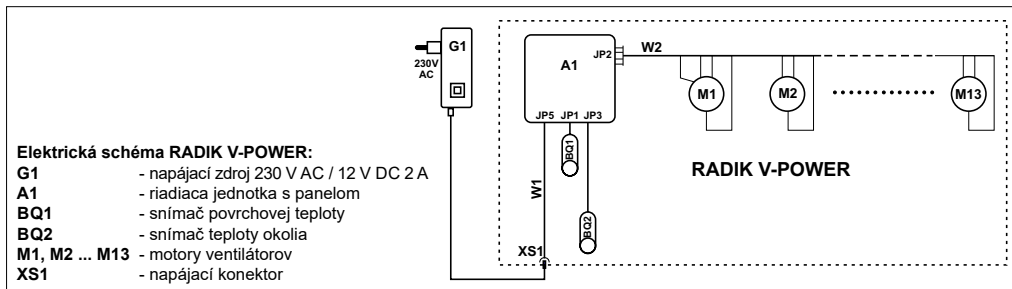 G1
230V
AC
A1
JP2
W2
JP5 JP1 JP3
M1
M2
M13
BQ1
W1
BQ2
XS1
RADIK V-POWER
Elektrická schéma RADIK V-POWER:
G1 - napájací zdroj 230 V AC / 12 V DC 2 A
A1 - riadiaca jednotka s panelom
BQ1 - snímač povrchovej teploty
BQ2 - snímač teploty okolia
M1, M2 ... M13 - motory ventilátorov
XS1 - napájací konektor